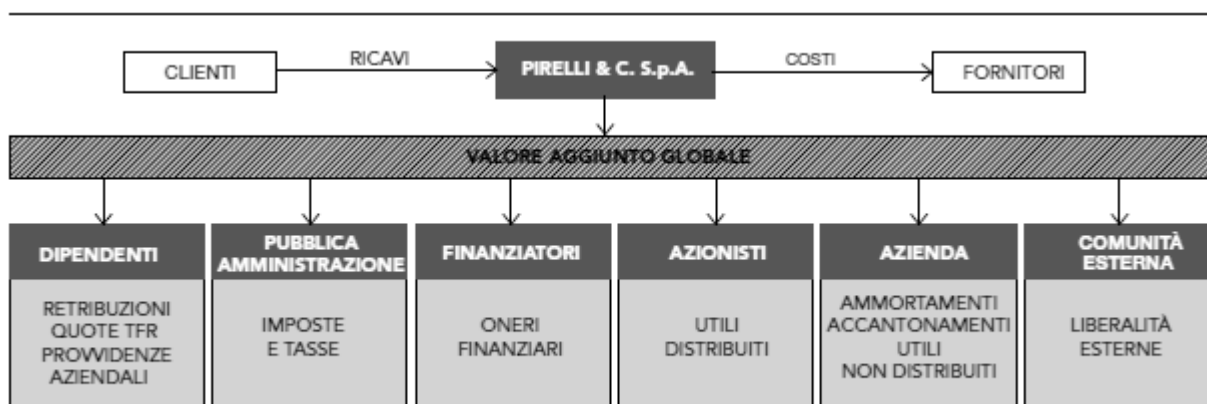 CLIENTI
RICAVI
PIRELLI & C. S.p.A.
COSTI
FORNITORI
VALORE AGGIUNTO GLOBALE
DIPENDENTI
RETRIBUZIONI
QUOTE TFR
PROVVIDENZE
AZIENDALI
PUBBLICA
AMMINISTRAZIONE
IMPOSTE
E TASSE
FINANZIATORI
ONERI
FINANZIARI
AZIONISTI
UTILI
DISTRIBUITI
AZIENDA
AMMORTAMENTI
ACCANTONAMENTI
UTILI
NON DISTRIBUITI
COMUNITÀ
ESTERNA
LIBERALITÀ
ESTERNE